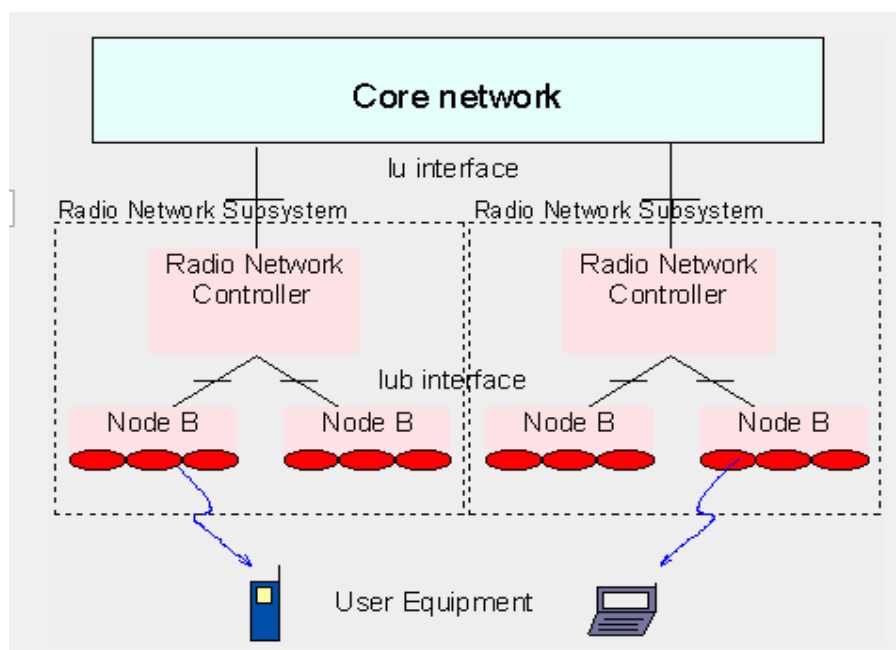 Core network
Iu interface
Radio Network Subsystem
Radio Network Subsystem
Radio Network
Controller
Radio Network
Controller
Iub interface
Node B
Node B
Node B
Node B
User Equipment